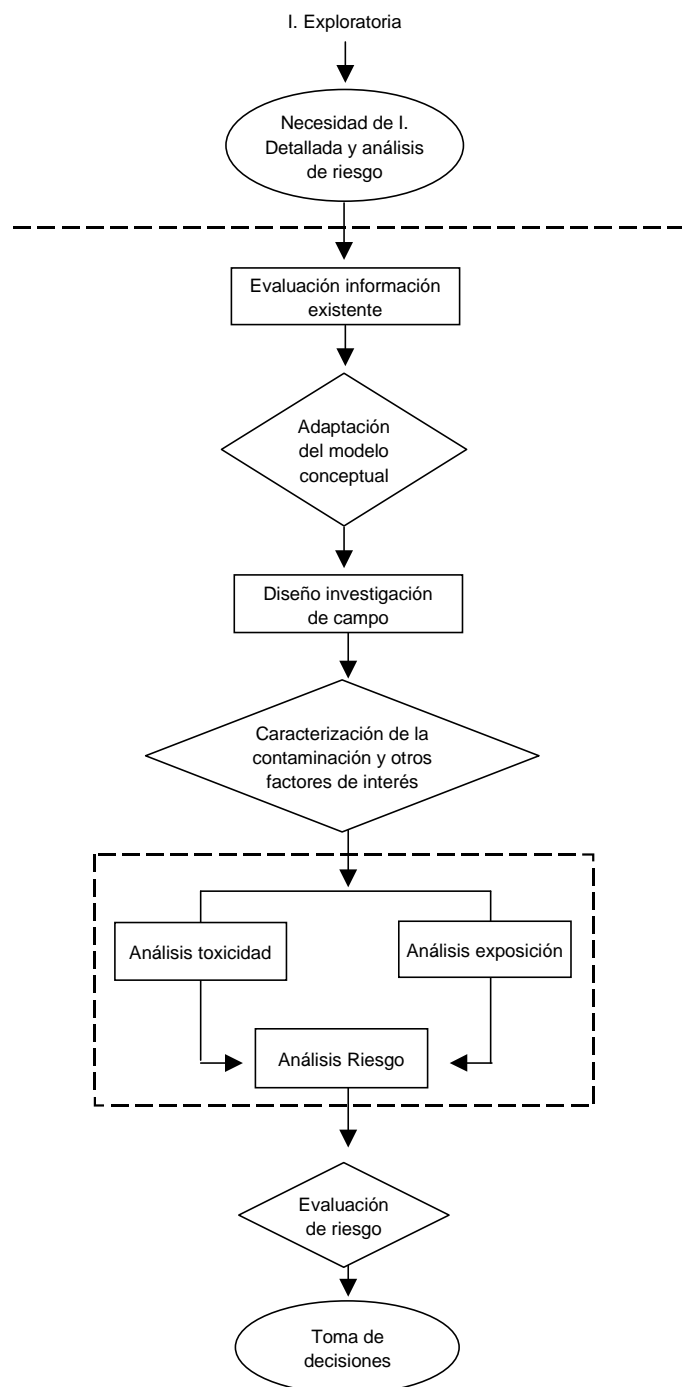 I. Exploratoria
Necesidad de I.
Detallada y análisis
de riesgo
Evaluación información
existente
Adaptación
del modelo
conceptual
Diseño investigación
de campo
Caracterización de la
contaminación y otros
factores de interés
Análisis toxicidad
Análisis exposición
Análisis Riesgo
Evaluación
de riesgo
Toma de
decisiones